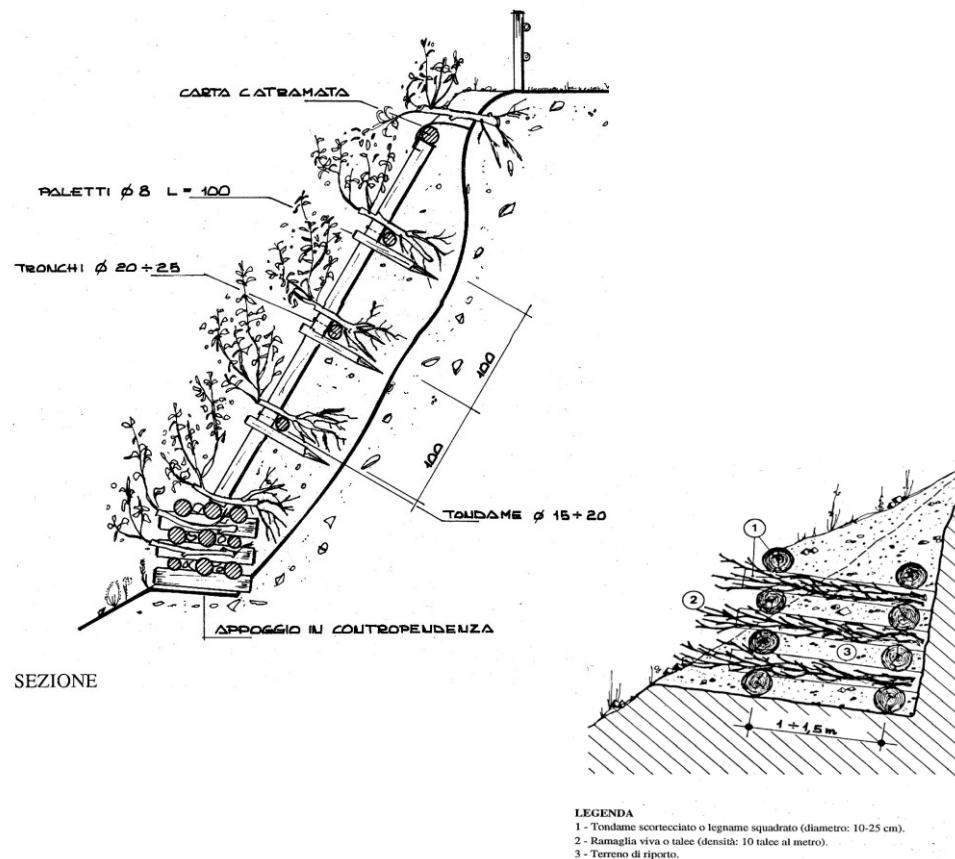 CARTA CATRAMATA
PALETTI Ø 8 L = 100
TRONCHI Ø 20 ÷ 25
100
100
TONDAME Ø 15 ÷ 20
APPOGGIO IN CONTROPENDENZA
SEZIONE
1
2
3
1 ÷ 1,5 m
LEGENDA
1 - Tondame scortecciato o legname squadrato (diametro: 10-25 cm).
2 - Ramaglia viva o talee (densità: 10 talee al metro).
3 - Terreno di riporto.